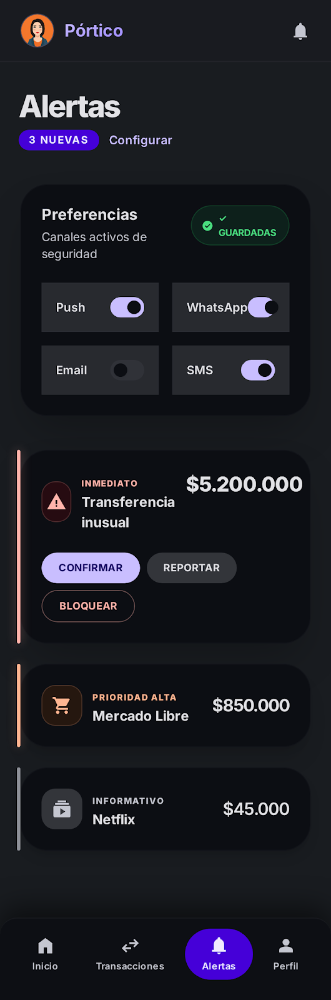 Pórtico
Alertas
3 NUEVAS
Configurar
Preferencias
Canales activos de
seguridad
✓
GUARDADAS
Push
WhatsApp
Email
SMS
INMEDIATO
Transferencia
inusual
$5.200.000
CONFIRMAR
REPORTAR
BLOQUEAR
PRIORIDAD ALTA
Mercado Libre
$850.000
INFORMATIVO
Netflix
$45.000
Inicio
Transacciones
Alertas
Perfil